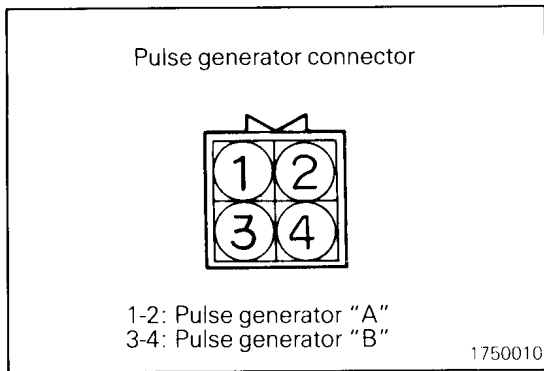 Pulse generator connector
1 2
3 4
1-2: Pulse generator "A"
3-4: Pulse generator "B"
1750010